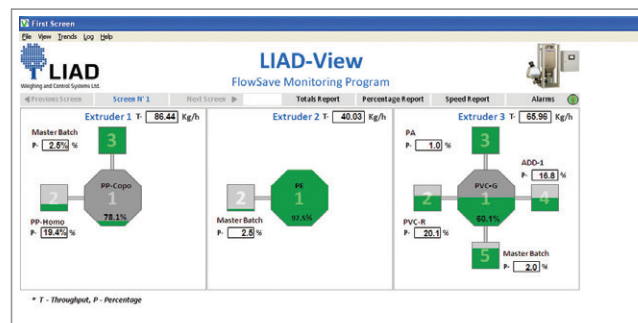 First Screen
File View Trends Log Help
LIAD
Weighing and Control Systems Ltd.
LIAD-View
FlowSave Monitoring Program
Previous Screen Screen N° 1 Next Screen Totals Report Percentage Report Speed Report Alarms
Extruder 1 T- 86.44 Kg/h
Master Batch
P- 2.5% %
3
PP-Copo
2
1
78.1%
PP-Homo
P- 19.4% %
Extruder 2 T- 40.03 Kg/h
PE
2
1
97.5%
Master Batch
P- 2.5 %
Extruder 3 T- 65.96 Kg/h
PA
P- 1.0 %
3
ADD-1
P- 16.8 %
PVC-G
2
1
4
60.1%
PVC-R
P- 20.1 %
5
Master Batch
P- 2.0 %
* T - Throughput, P - Percentage